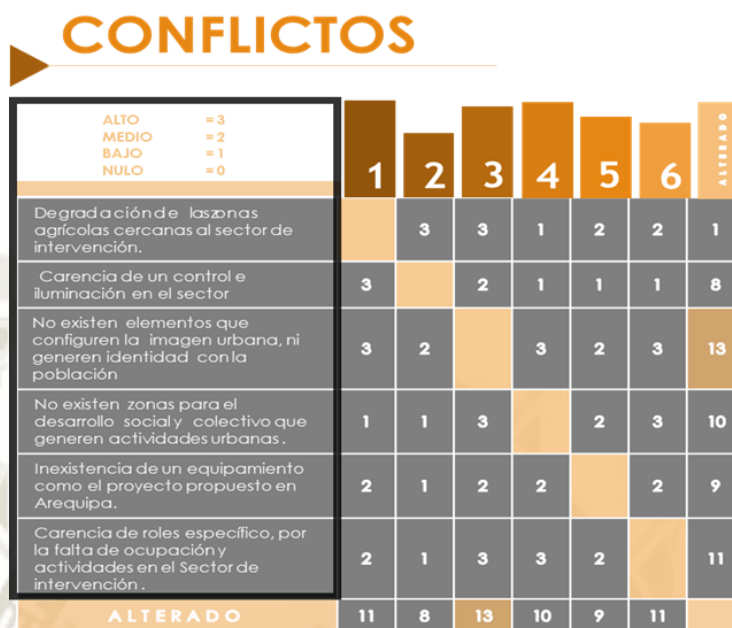 CONFLICTOS
ALTO = 3
MEDIO = 2
BAJO = 1
NULO = 0
1 2 3 4 5 6 ALTERADO
Degradación de laszonas
agrícolas cercanas al sector de
intervención.
3 3 1 2 2 1
Carencia de un control e
iluminación en el sector
3 2 1 1 1 8
No existen elementos que
configuren la imagen urbana, ni
generen identidad con la
población
3 2 3 2 3 13
No existen zonas para el
desarrollo social y colectivo que
generen actividades urbanas.
1 1 3 2 3 10
Inexistencia de un equipamiento
como el proyecto propuesto en
Arequipa.
2 1 2 2 2 9
Carencia de roles específico, por
la falta de ocupación y
actividades en el Sector de
intervención.
2 1 3 3 2 11
ALTERADO 11 8 13 10 9 11